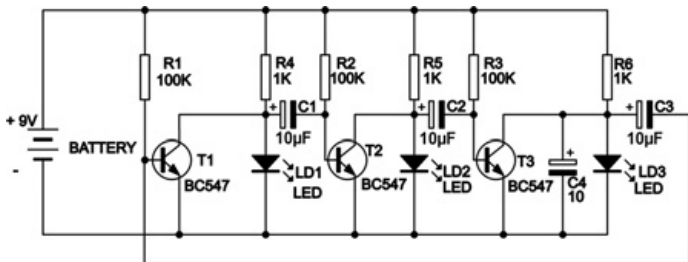 R1
100K
R4
1K
R2
100K
R5
1K
R3
100K
R6
1K
+ C1
10µF
+ C2
10µF
+ C3
10µF
+ 9V
BATTERY
-
T1
BC547
LD1
LED
T2
BC547
LD2
LED
T3
BC547
+
C4
10
LD3
LED